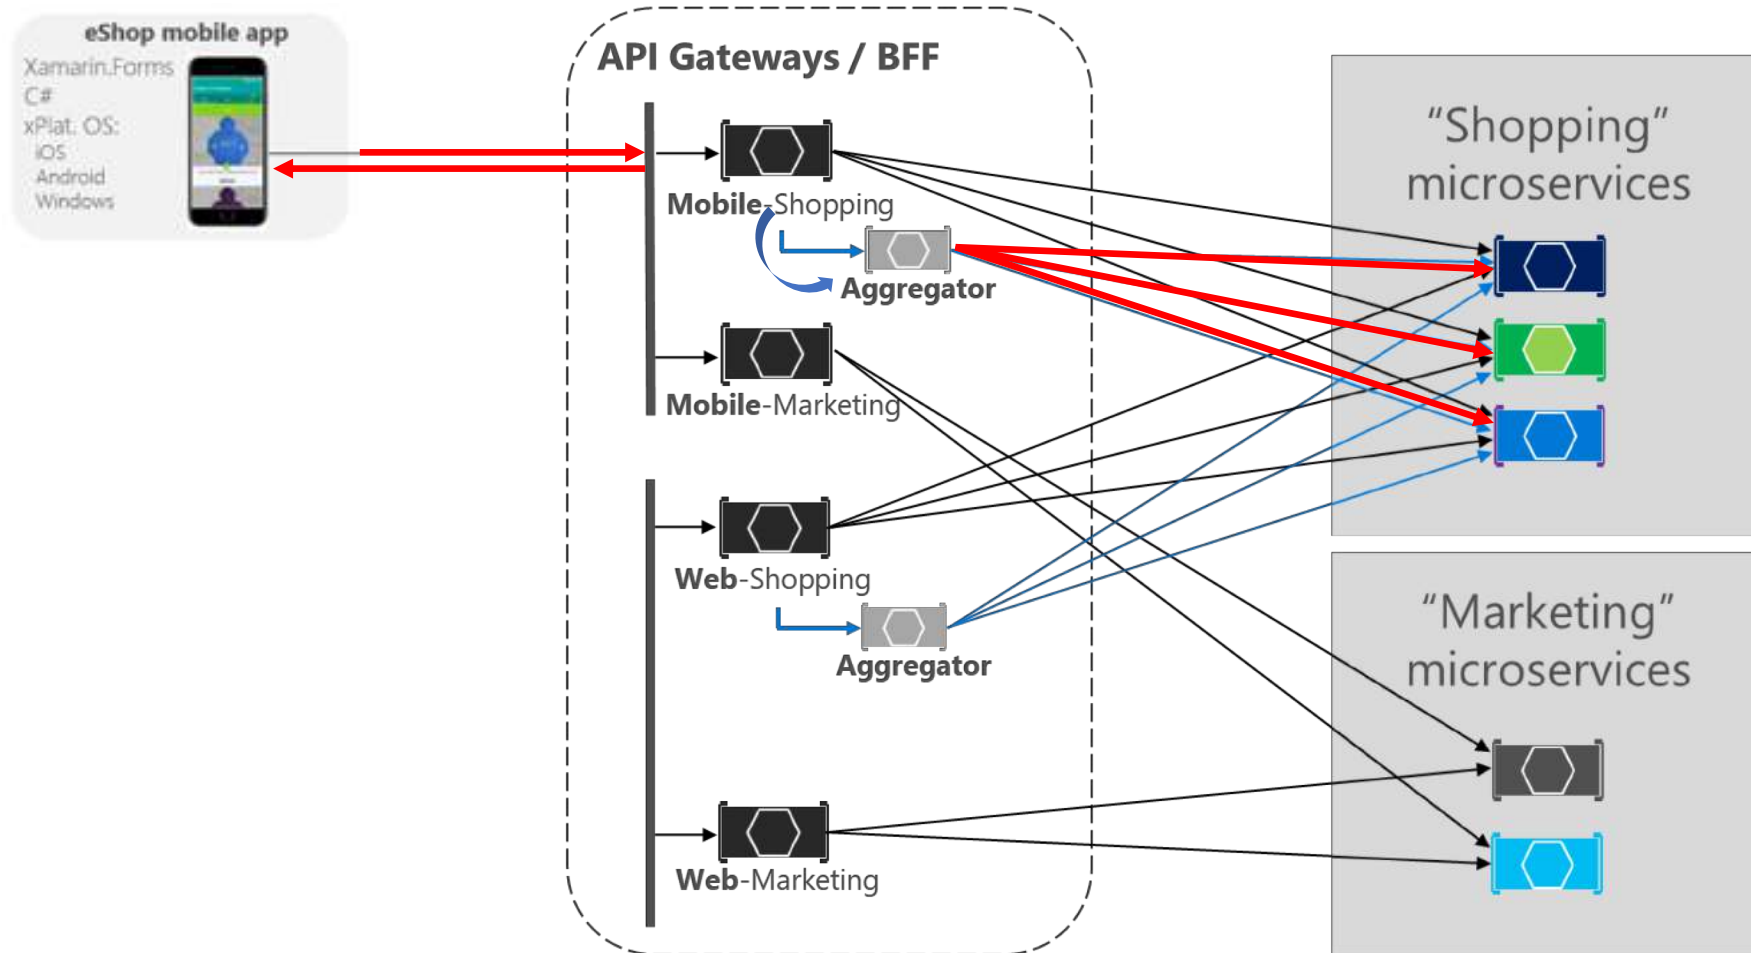 eShop mobile app
Xamarin.Forms
C#
xPlat. OS:
iOS
Android
Windows
API Gateways / BFF
Mobile-Shopping
Aggregator
Mobile-Marketing
Web-Shopping
Aggregator
Web-Marketing
“Shopping”
microservices
“Marketing”
microservices